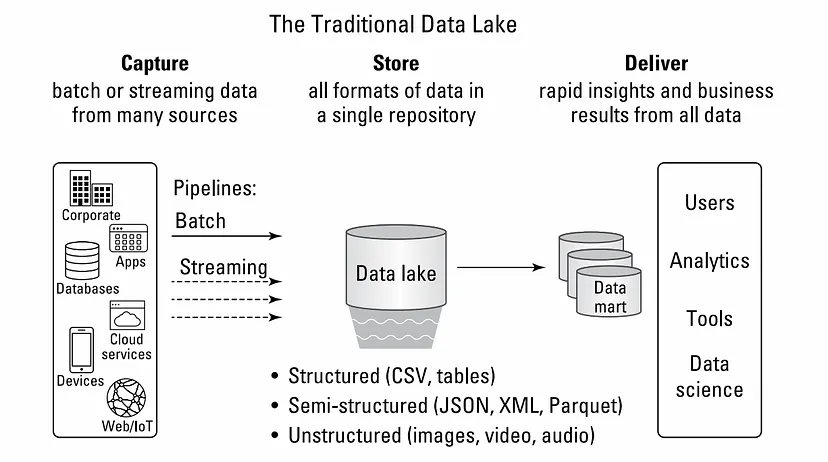 The Traditional Data Lake
Capture
batch or streaming data
from many sources
Store
all formats of data in
a single repository
Deliver
rapid insights and business
results from all data
Corporate
Apps
Databases
Cloud
services
Devices
Web/IoT
Pipelines:
Batch
Streaming
Data lake
• Structured (CSV, tables)
• Semi-structured (JSON, XML, Parquet)
• Unstructured (images, video, audio)
Data
mart
Users
Analytics
Tools
Data
science